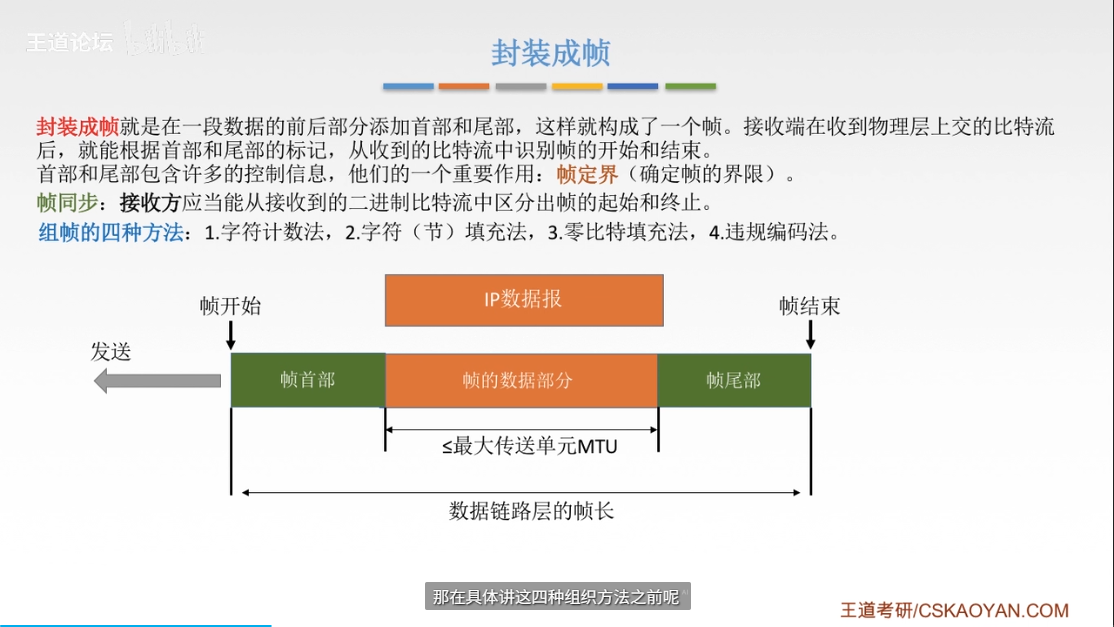 王道论坛
封装成帧
封装成帧就是在一段数据的前后部分添加首部和尾部，这样就构成了一个帧。接收端在收到物理层上交的比特流
后，就能根据首部和尾部的标记，从收到的比特流中识别帧的开始和结束。
首部和尾部包含许多的控制信息，他们的一个重要作用：帧定界（确定帧的界限）。
帧同步：接收方应当能从接收到的二进制比特流中区分出帧的起始和终止。
组帧的四种方法：1.字符计数法，2.字符（节）填充法，3.零比特填充法，4.违规编码法。
IP数据报
帧开始
帧结束
发送
帧首部
帧的数据部分
帧尾部
≤最大传送单元MTU
数据链路层的帧长
那在具体讲这四种组织方法之前呢
王道考研/CSKAOYAN.COM